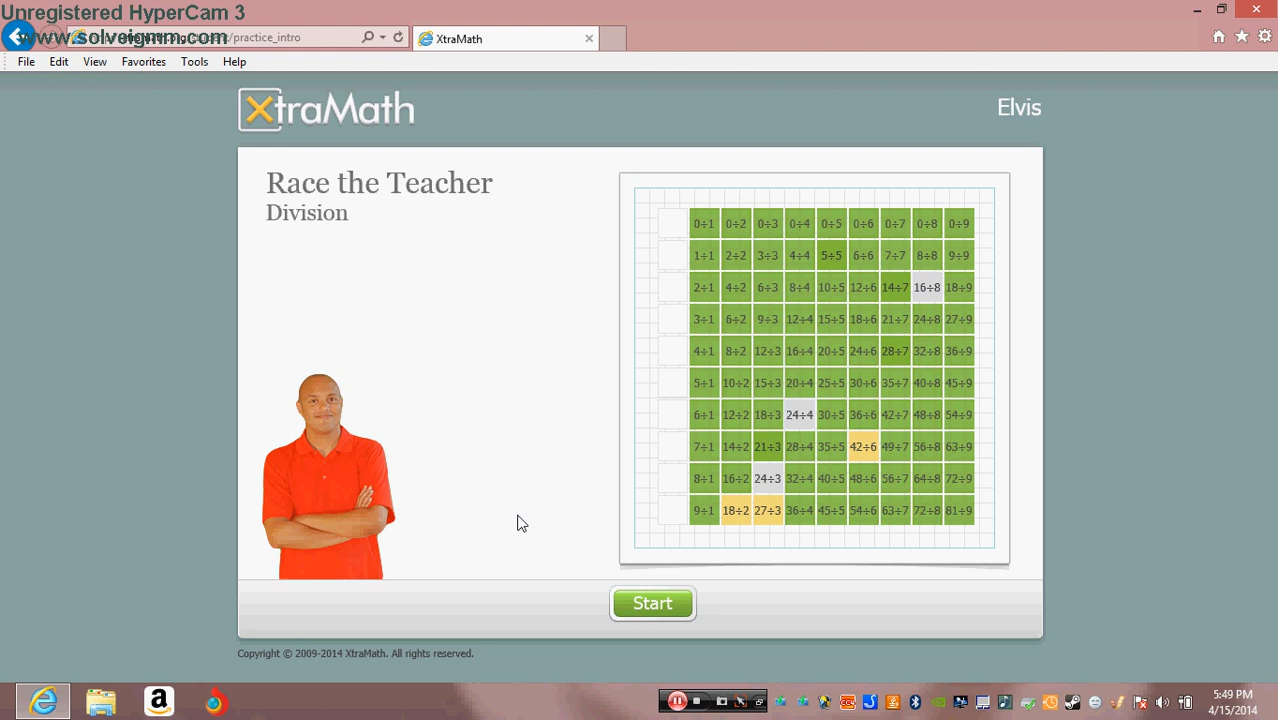 Unregistered HyperCam 3
www.solveigmm.com
/student/practice_intro
XtraMath
File Edit View Favorites Tools Help
XtraMath
Elvis
Race the Teacher
Division
0÷1 0÷2 0÷3 0÷4 0÷5 0÷6 0÷7 0÷8 0÷9
1÷1 2÷2 3÷3 4÷4 5÷5 6÷6 7÷7 8÷8 9÷9
2÷1 4÷2 6÷3 8÷4 10÷5 12÷6 14÷7 16÷8 18÷9
3÷1 6÷2 9÷3 12÷4 15÷5 18÷6 21÷7 24÷8 27÷9
4÷1 8÷2 12÷3 16÷4 20÷5 24÷6 28÷7 32÷8 36÷9
5÷1 10÷2 15÷3 20÷4 25÷5 30÷6 35÷7 40÷8 45÷9
6÷1 12÷2 18÷3 24÷4 30÷5 36÷6 42÷7 48÷8 54÷9
7÷1 14÷2 21÷3 28÷4 35÷5 42÷6 49÷7 56÷8 63÷9
8÷1 16÷2 24÷3 32÷4 40÷5 48÷6 56÷7 64÷8 72÷9
9÷1 18÷2 27÷3 36÷4 45÷5 54÷6 63÷7 72÷8 81÷9
Start
Copyright © 2009-2014 XtraMath. All rights reserved.
5:49 PM
4/15/2014